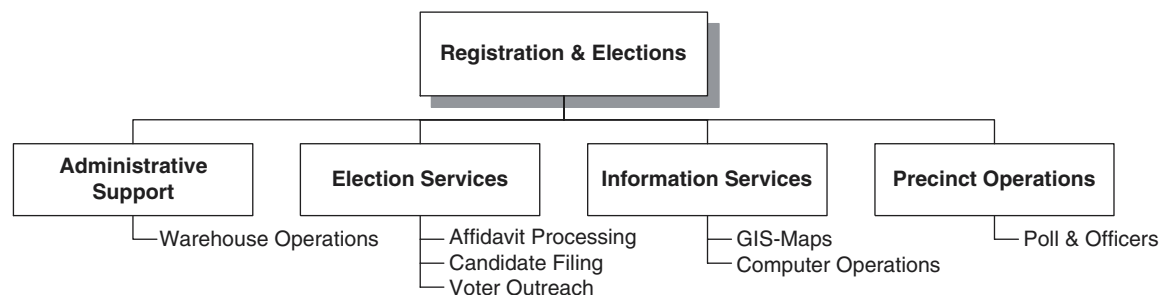 Registration & Elections
Administrative
Support
Election Services
Information Services
Precinct Operations
Warehouse Operations
Affidavit Processing
Candidate Filing
Voter Outreach
GIS-Maps
Computer Operations
Poll & Officers